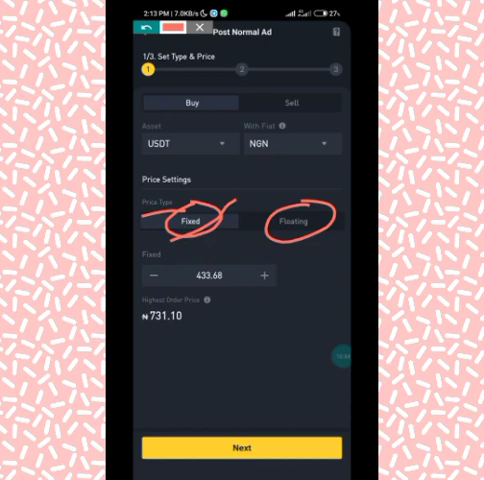 2:13 PM | 7.0KB/s
27%
Post Normal Ad
1/3. Set Type & Price
1
2
3
Buy
Sell
Asset
With Fiat
USDT
NGN
Price Settings
Price Type
Fixed
Floating
Fixed
433.68
Highest Order Price
₦731.10
Next